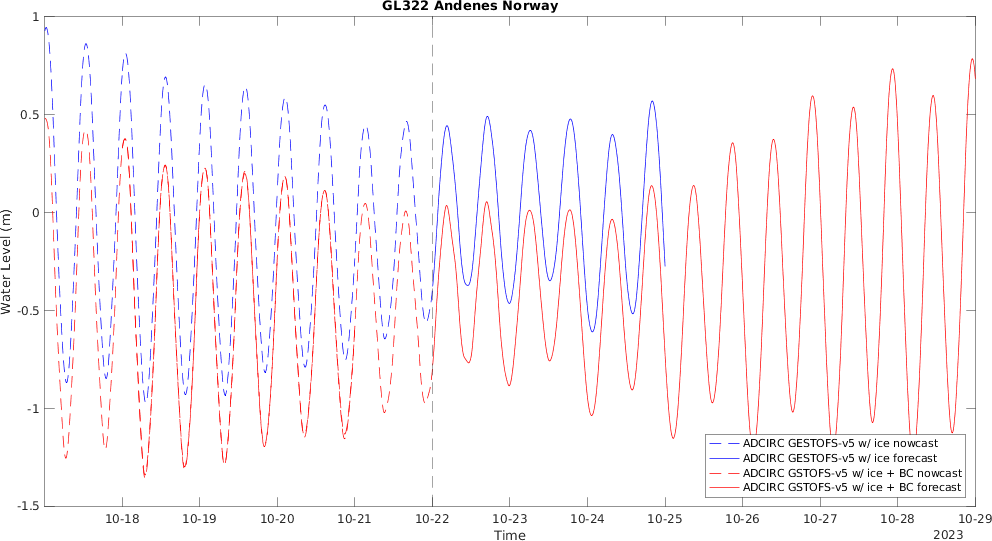 GL322 Andenes Norway
1
0.5
0
-0.5
-1
-1.5
Water Level (m)
10-18
10-19
10-20
10-21
10-22
10-23
10-24
10-25
10-26
10-27
10-28
10-29
Time
2023
ADCIRC GESTOFS-v5 w/ ice nowcast
ADCIRC GESTOFS-v5 w/ ice forecast
ADCIRC GSTOFS-v5 w/ ice + BC nowcast
ADCIRC GSTOFS-v5 w/ ice + BC forecast